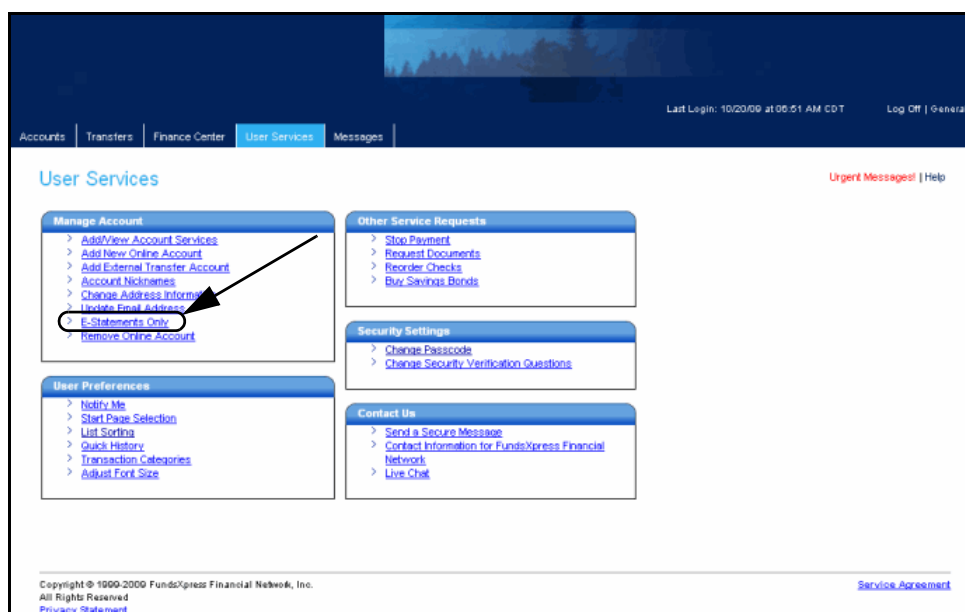 Last Login: 10/20/09 at 06:51 AM CDT
Log Off | General
Accounts
Transfers
Finance Center
User Services
Messages
User Services
Urgent Messages! | Help
Manage Account
Add/View Account Services
Add New Online Account
Add External Transfer Account
Account Nicknames
Change Address Informat
Update Email Address
E-Statements Only
Remove Online Account
User Preferences
Notify Me
Start Page Selection
List Sorting
Quick History
Transaction Categories
Adjust Font Size
Other Service Requests
Stop Payment
Request Documents
Reorder Checks
Buy Savings Bonds
Security Settings
Change Passcode
Change Security Verification Questions
Contact Us
Send a Secure Message
Contact Information for FundsXpress Financial
Network
Live Chat
Copyright © 1999-2009 FundsXpress Financial Network, Inc.
All Rights Reserved
Privacy Statement
Service Agreement